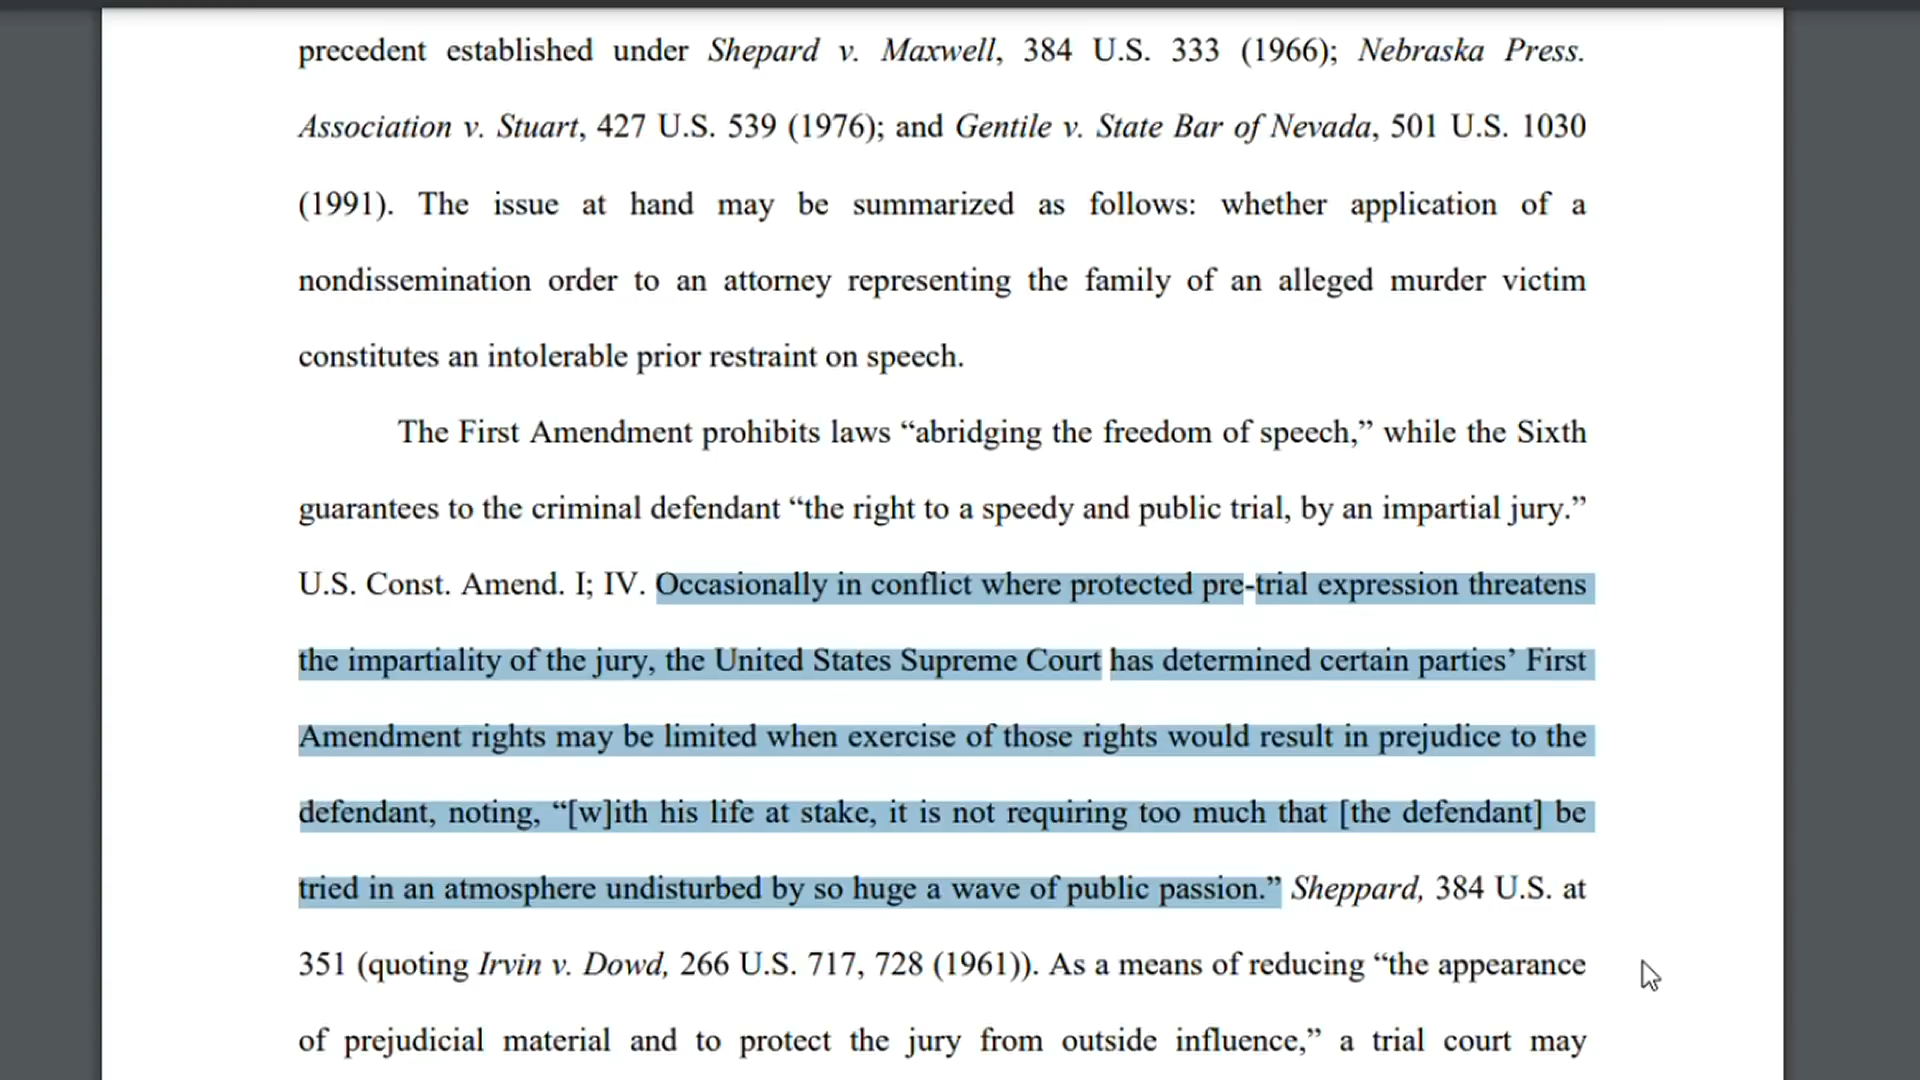 precedent established under Shepard v. Maxwell, 384 U.S. 333 (1966); Nebraska Press.
Association v. Stuart, 427 U.S. 539 (1976); and Gentile v. State Bar of Nevada, 501 U.S. 1030
(1991). The issue at hand may be summarized as follows: whether application of a
nondissemination order to an attorney representing the family of an alleged murder victim
constitutes an intolerable prior restraint on speech.
The First Amendment prohibits laws “abridging the freedom of speech,” while the Sixth
guarantees to the criminal defendant “the right to a speedy and public trial, by an impartial jury.”
U.S. Const. Amend. I; IV. Occasionally in conflict where protected pre-trial expression threatens
the impartiality of the jury, the United States Supreme Court has determined certain parties’ First
Amendment rights may be limited when exercise of those rights would result in prejudice to the
defendant, noting, “[w]ith his life at stake, it is not requiring too much that [the defendant] be
tried in an atmosphere undisturbed by so huge a wave of public passion.” Sheppard, 384 U.S. at
351 (quoting Irvin v. Dowd, 266 U.S. 717, 728 (1961)). As a means of reducing “the appearance
of prejudicial material and to protect the jury from outside influence,” a trial court may